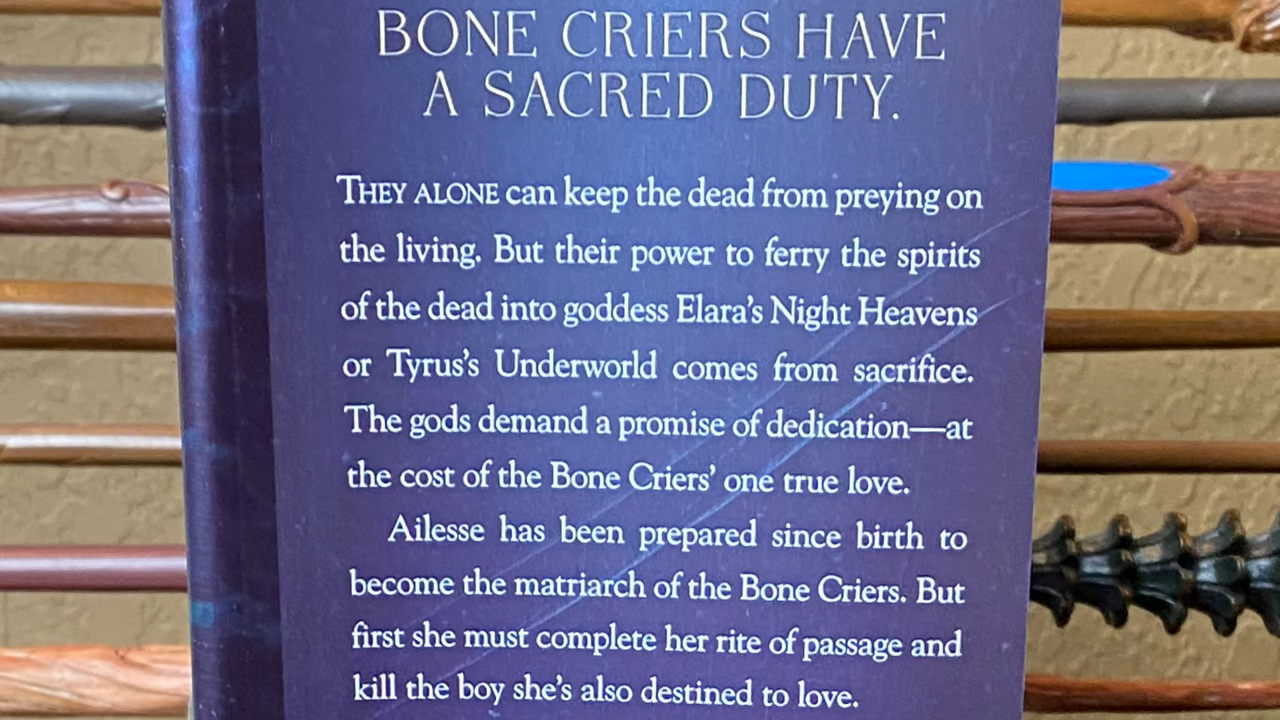 BONE CRIERS HAVE
A SACRED DUTY.
THEY ALONE can keep the dead from preying on
the living. But their power to ferry the spirits
of the dead into goddess Elara’s Night Heavens
or Tyrus’s Underworld comes from sacrifice.
The gods demand a promise of dedication—at
the cost of the Bone Criers’ one true love.
Ailesse has been prepared since birth to
become the matriarch of the Bone Criers. But
first she must complete her rite of passage and
kill the boy she’s also destined to love.